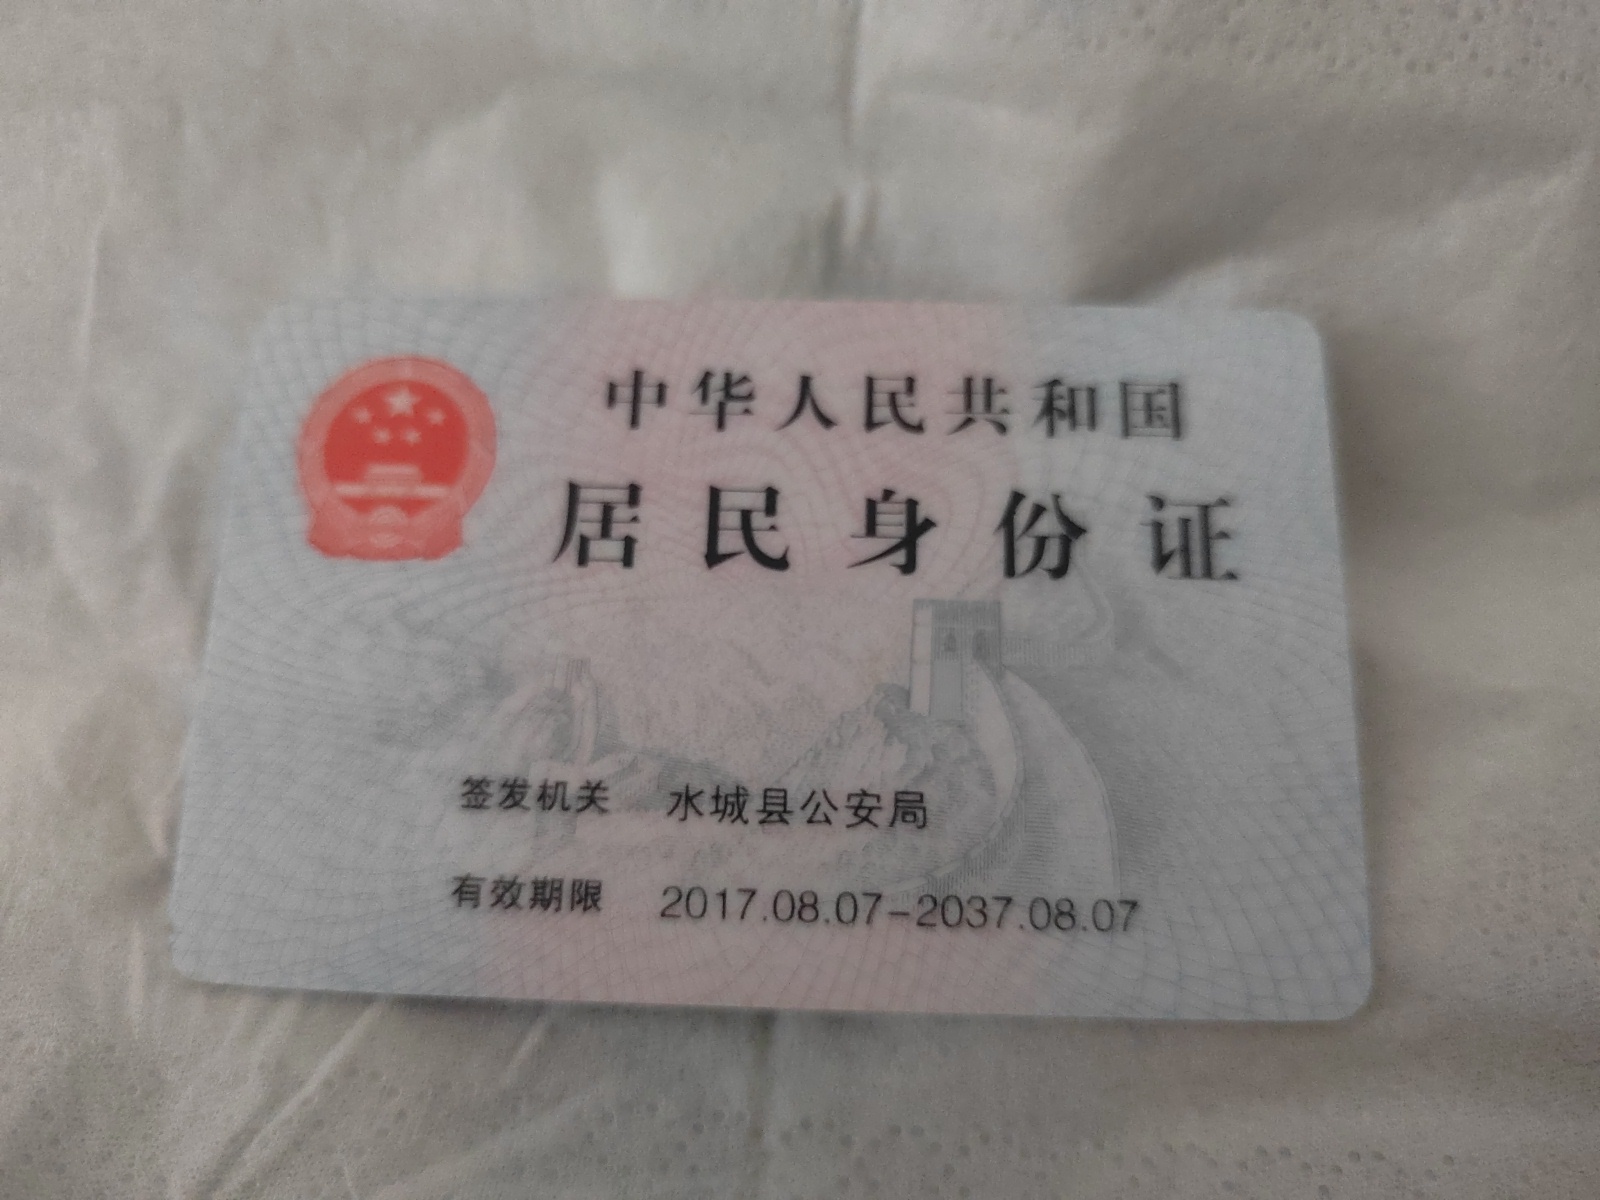 中华人民共和国
居民身份证
签发机关 水城县公安局
有效期限 2017.08.07-2037.08.07